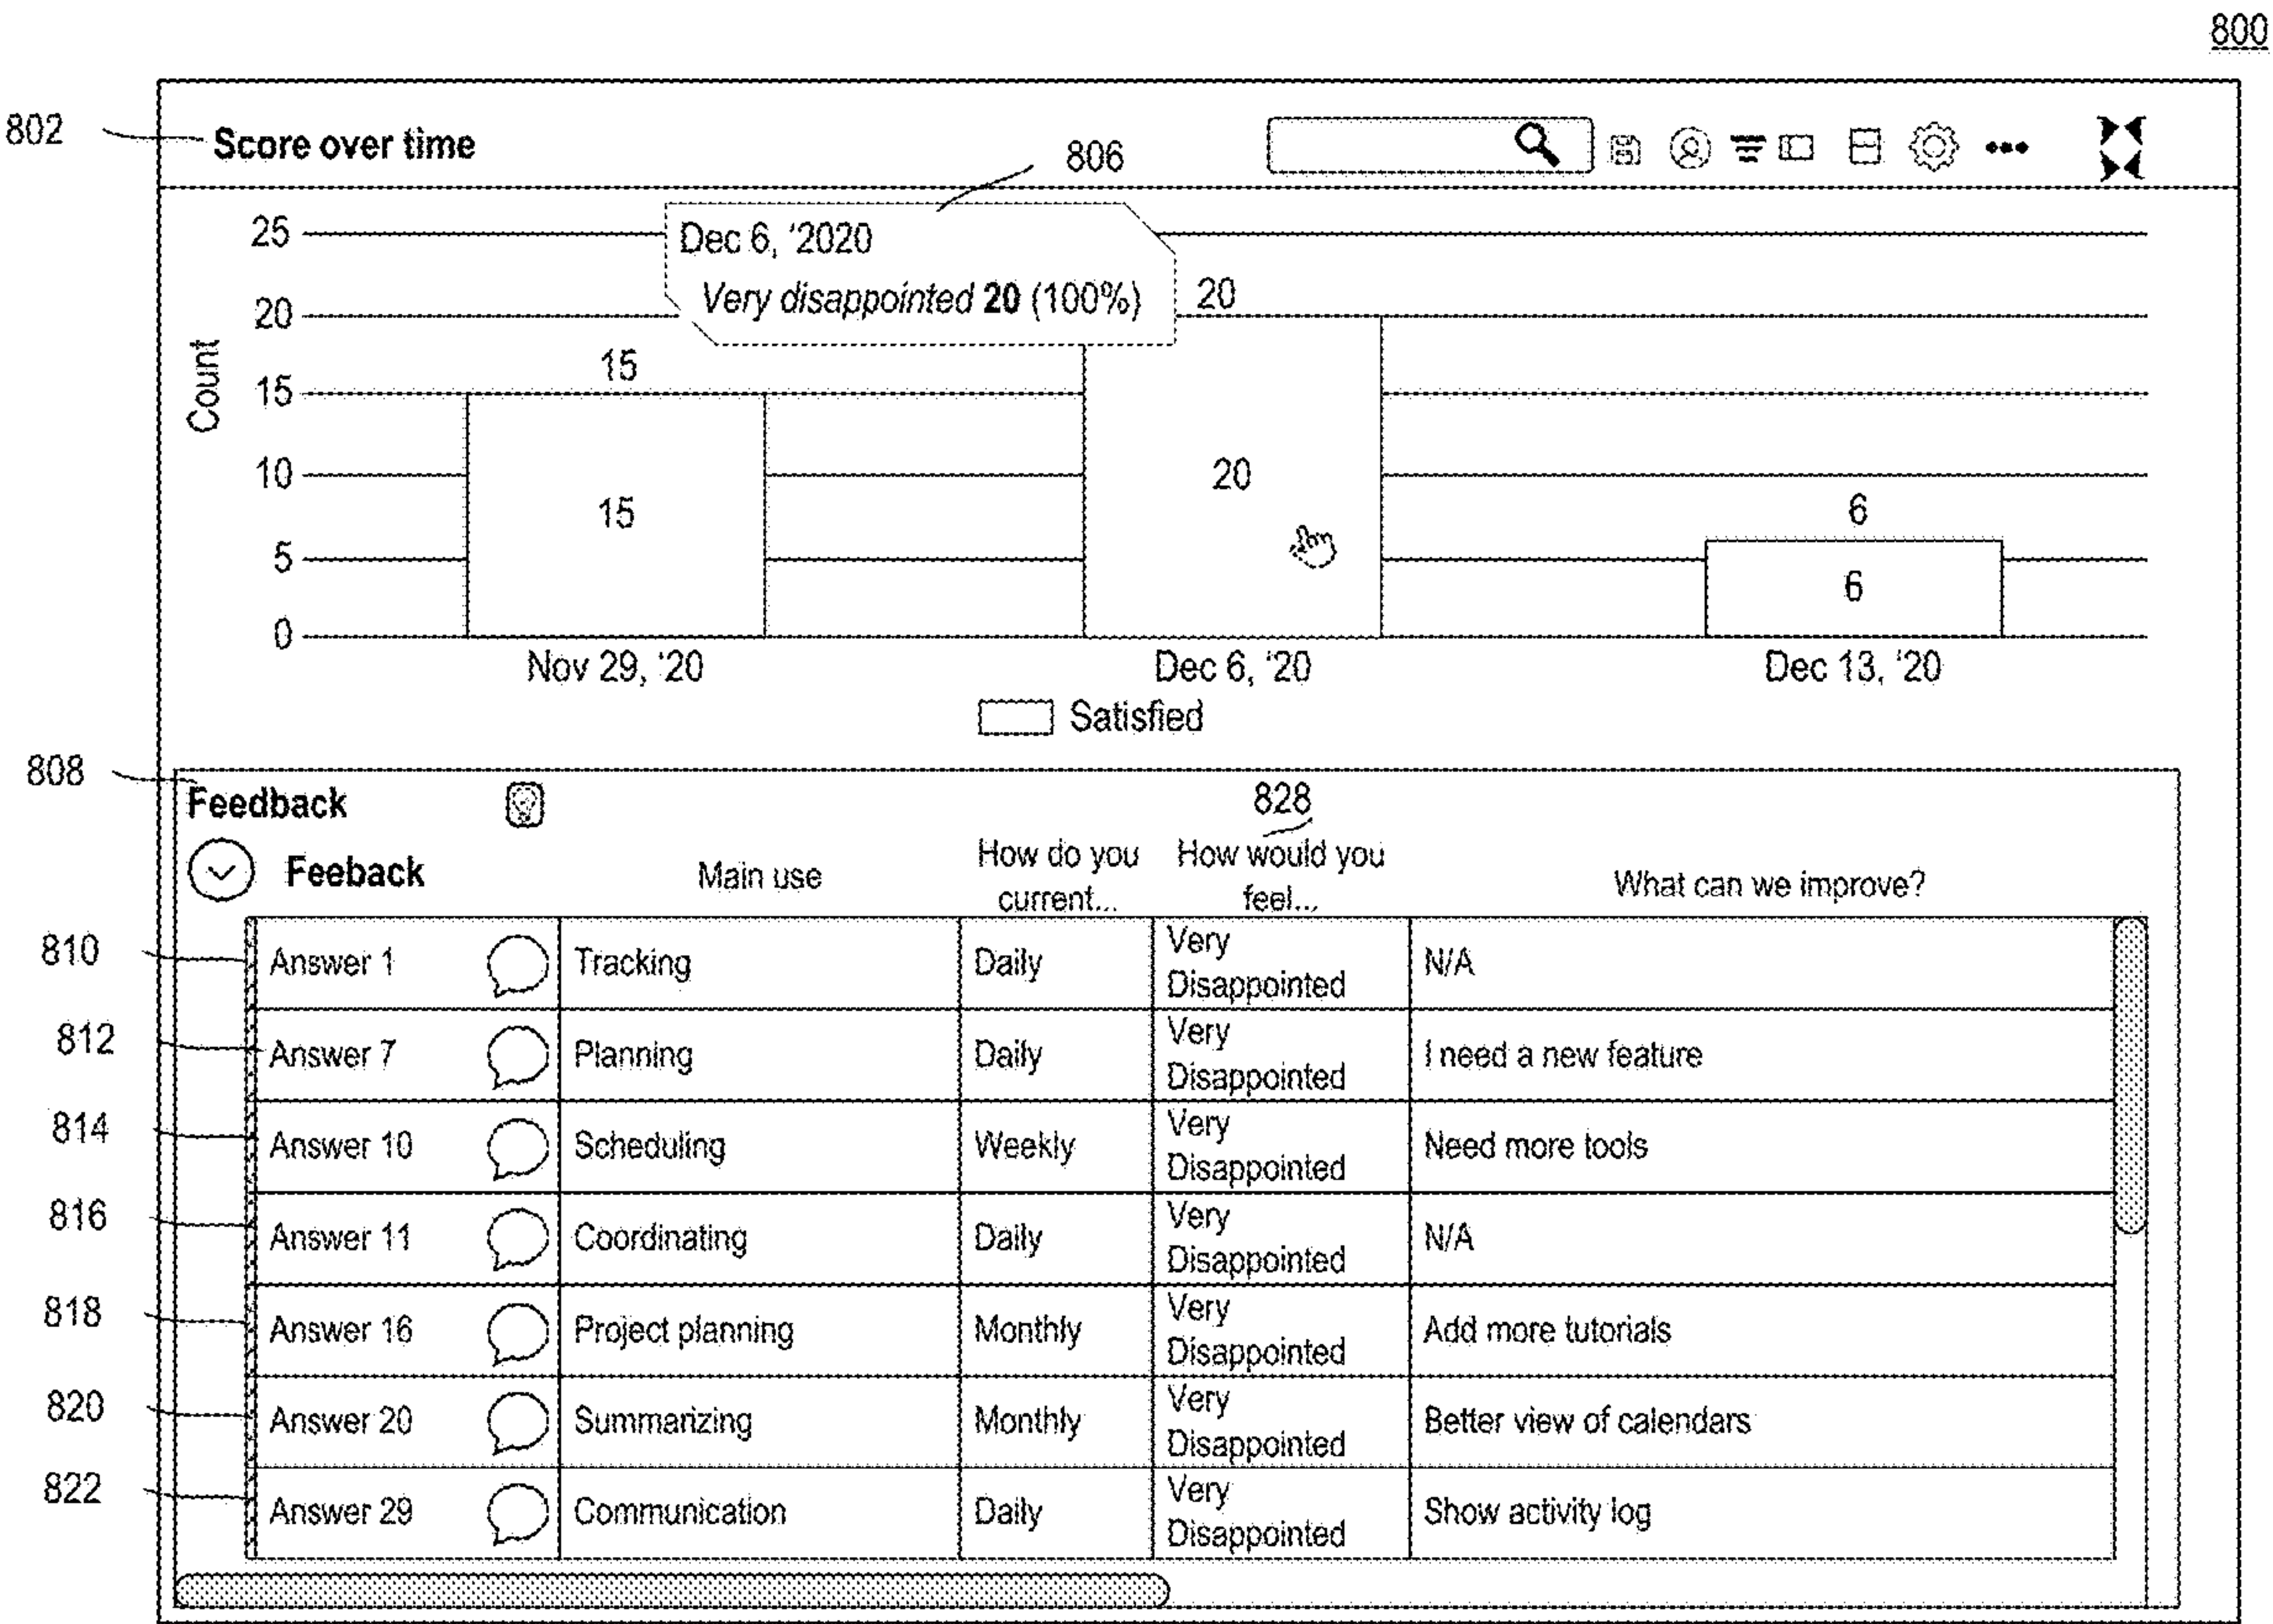 800
802
Score over time
806
25
Dec 6, ‘2020
Very disappointed 20 (100%)
20
20
15
Count
15
10
20
15
6
5
6
0
Nov 29, ‘20
Dec 6, ‘20
Dec 13, ‘20
Satisfied
808
Feedback
828
Feeback
Main use
How do you
current...
How would you
feel...
What can we improve?
810
Answer 1
Tracking
Daily
Very
Disappointed
N/A
812
Answer 7
Planning
Daily
Very
Disappointed
I need a new feature
814
Answer 10
Scheduling
Weekly
Very
Disappointed
Need more tools
816
Answer 11
Coordinating
Daily
Very
Disappointed
N/A
818
Answer 16
Project planning
Monthly
Very
Disappointed
Add more tutorials
820
Answer 20
Summarizing
Monthly
Very
Disappointed
Better view of calendars
822
Answer 29
Communication
Daily
Very
Disappointed
Show activity log